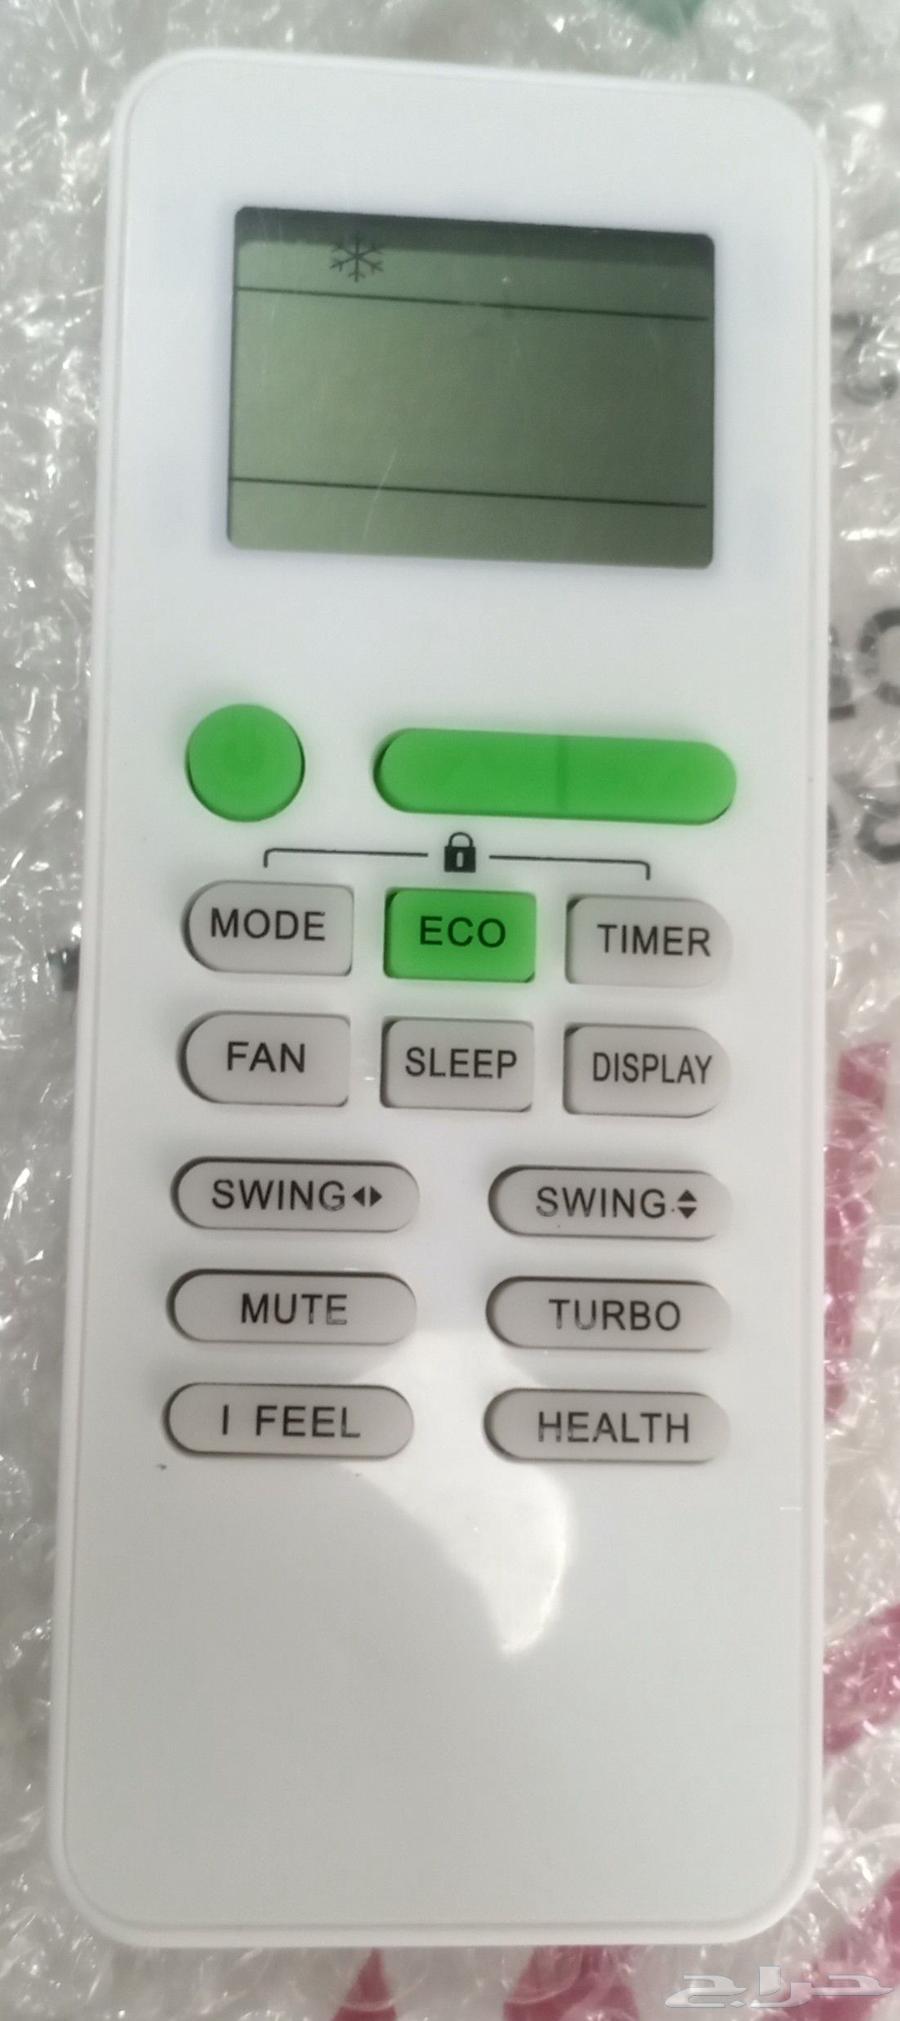 MODE
ECO
TIMER
FAN
SLEEP
DISPLAY
SWING
SWING
MUTE
TURBO
I FEEL
HEALTH
حراج